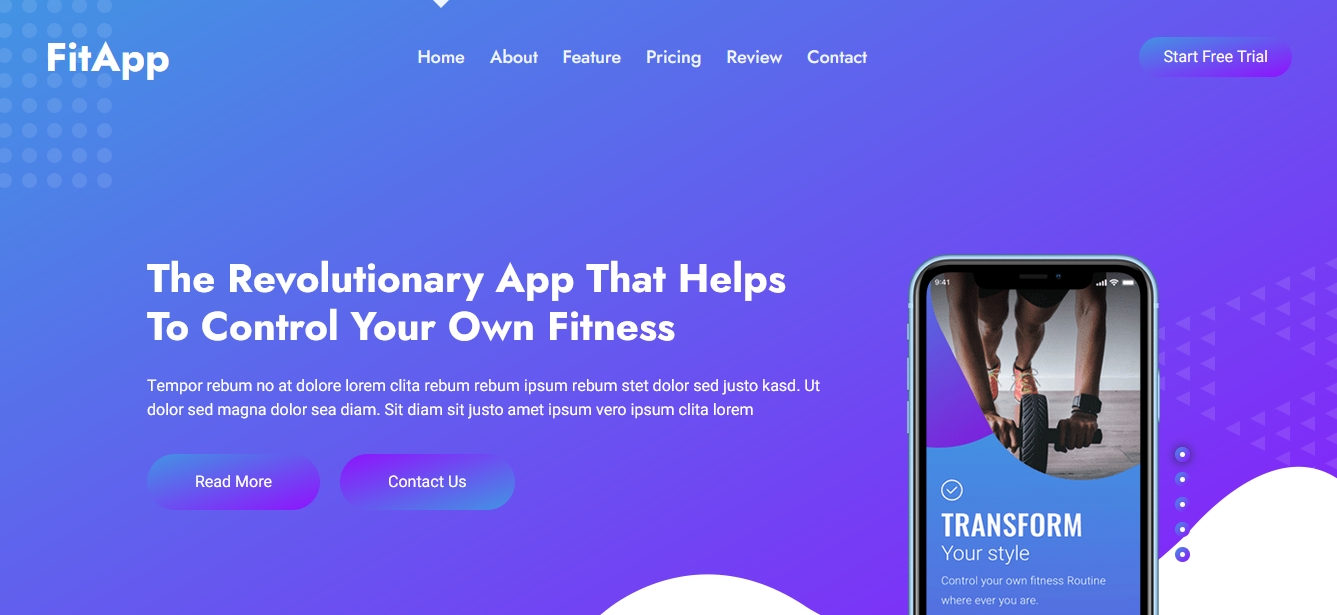 FitApp
Home About Feature Pricing Review Contact
Start Free Trial
The Revolutionary App That Helps
To Control Your Own Fitness
Tempor rebum no at dolore lorem clita rebum rebum ipsum rebum stet dolor sed justo kasd. Ut
dolor sed magna dolor sea diam. Sit diam sit justo amet ipsum vero ipsum clita lorem
Read More
Contact Us
9:41
TRANSFORM
Your style
Control your own fitness Routine
where ever you are.